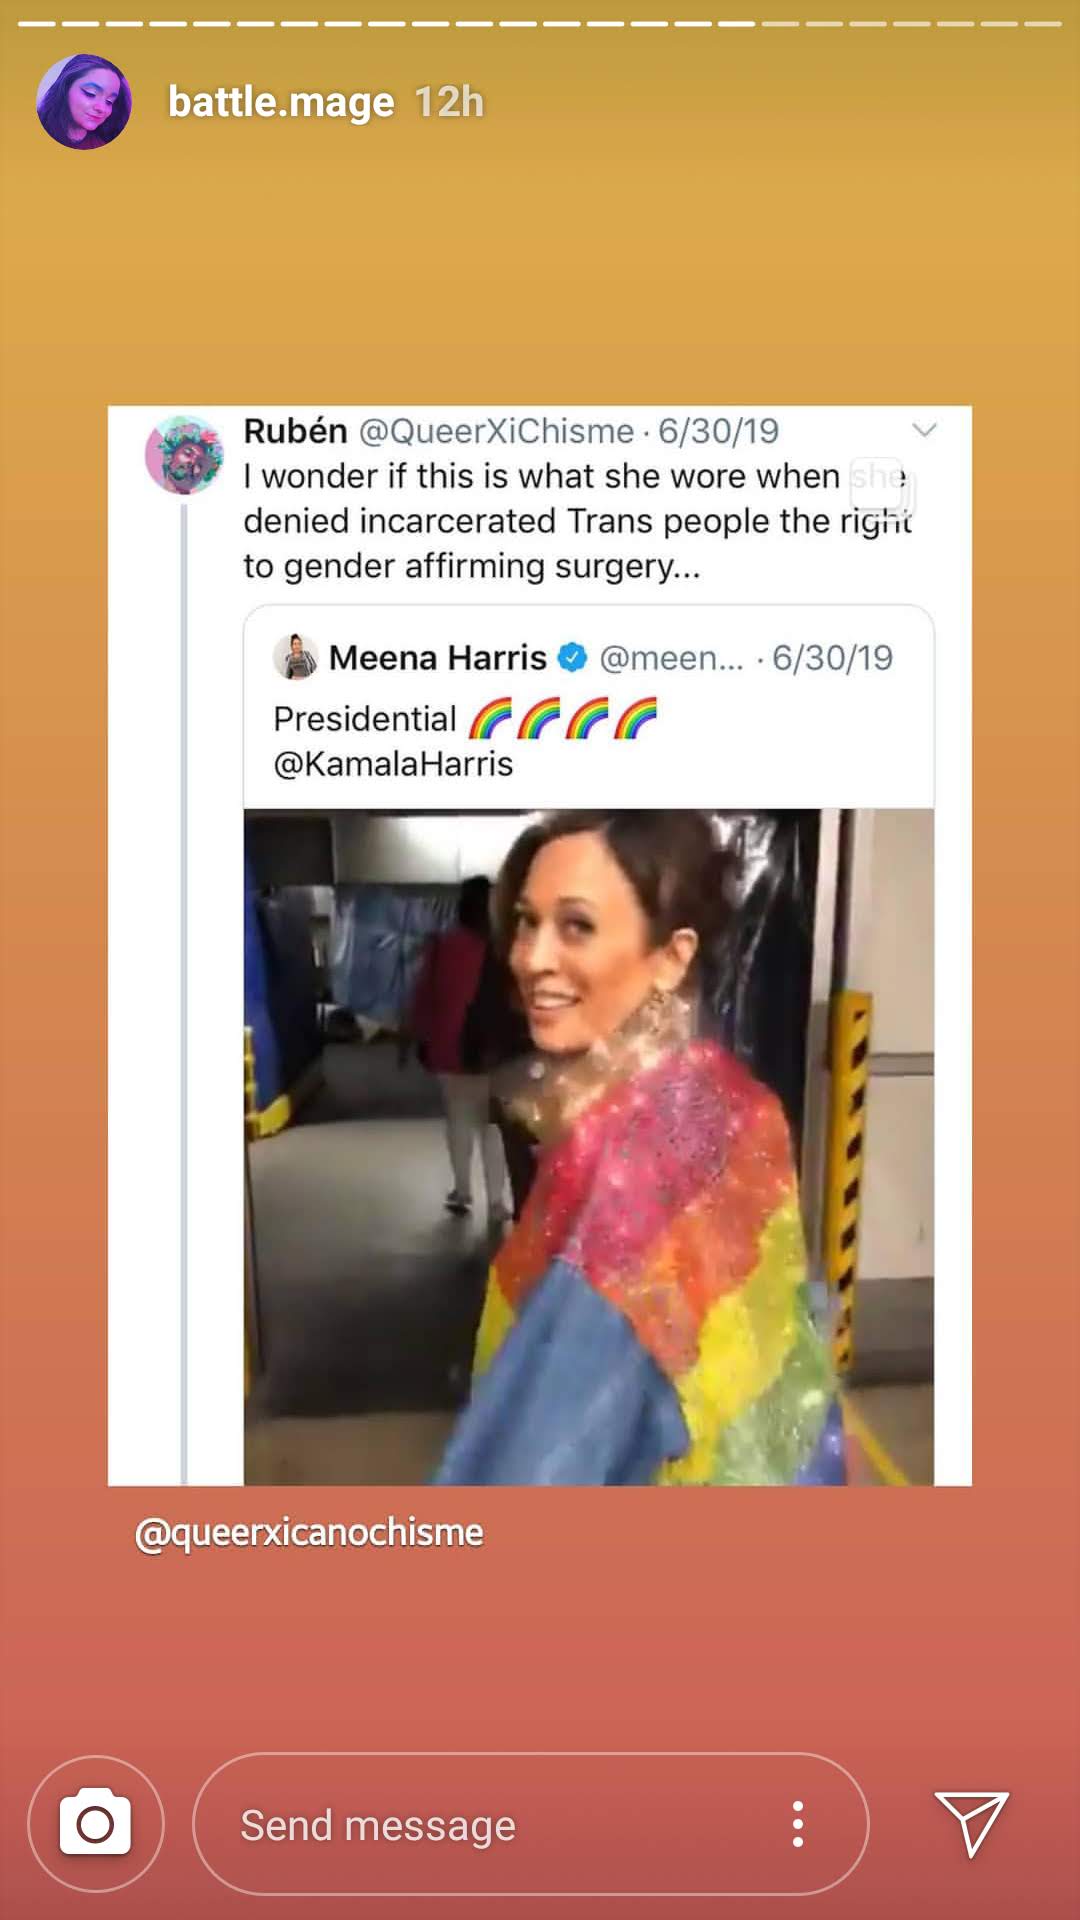 battle.mage 12h
Rubén @QueerXiChisme · 6/30/19
I wonder if this is what she wore when she
denied incarcerated Trans people the right
to gender affirming surgery...
Meena Harris @meen... · 6/30/19
Presidential 🌈🌈🌈🌈
@KamalaHarris
@queerxicanochisme
Send message